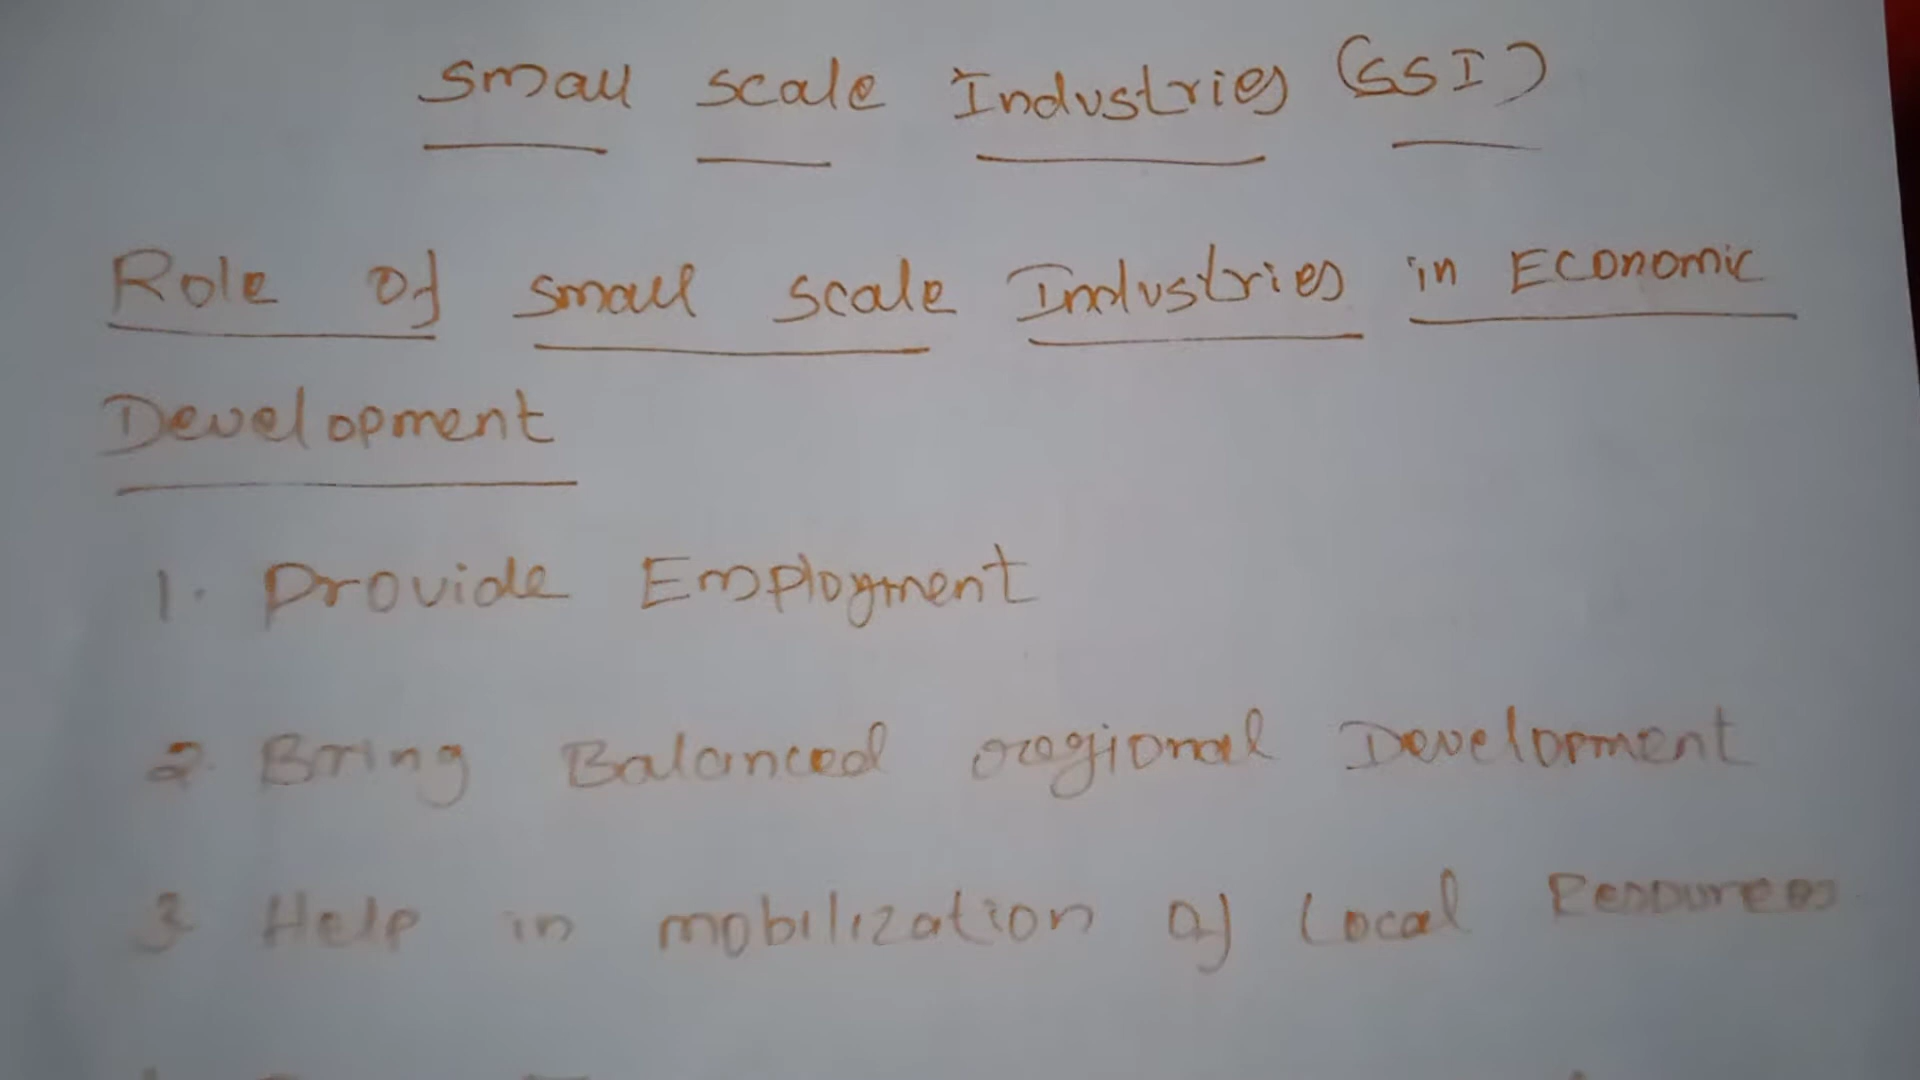 Small scale Industries (SSI)
Role of small scale Industries in Economic
Development
1. Provide Employment
2. Bring Balanced regional Development
3 Help in mobilization of Local Resources